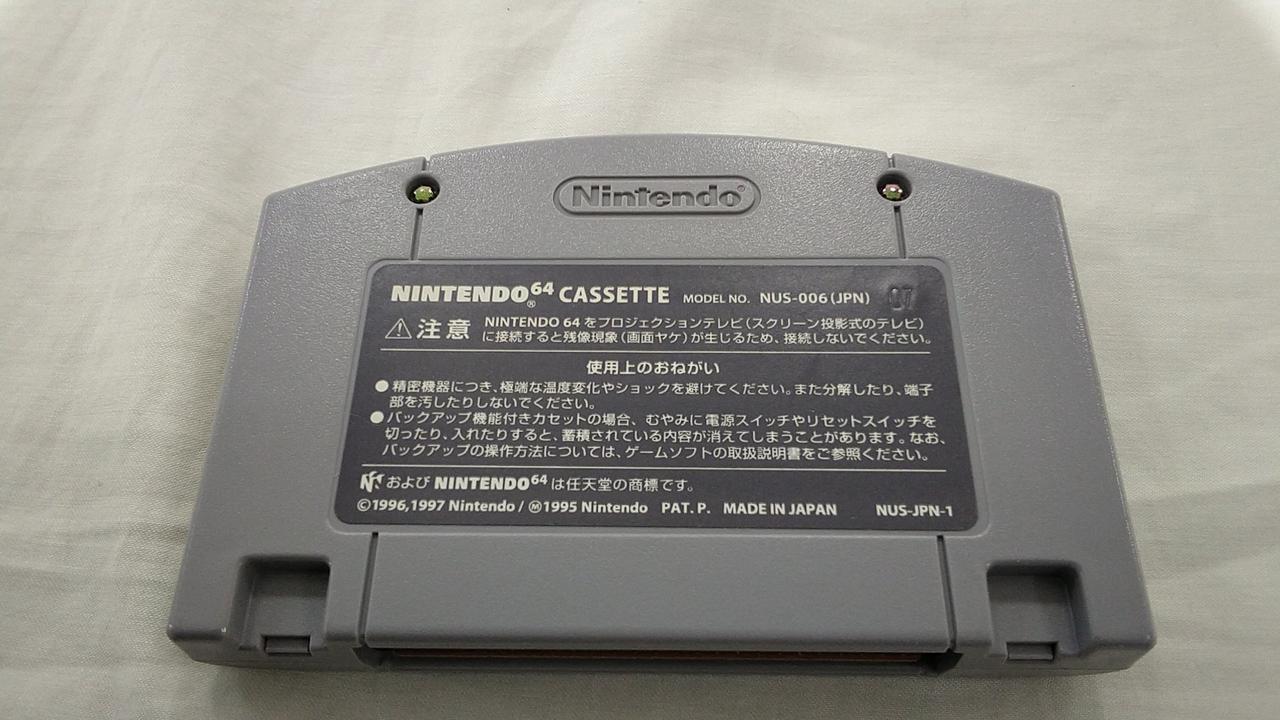 Nintendo®
NINTENDO64® CASSETTE MODEL NO. NUS-006(JPN) 07
⚠注意 NINTENDO 64 をプロジェクションテレビ(スクリーン投影式のテレビ)
に接続すると残像現象(画面ヤケ)が生じるため、接続しないでください。
使用上のおねがい
●精密機器につき、極端な温度変化やショックを避けてください。また分解したり、端子
部を汚したりしないでください。
●バックアップ機能付きカセットの場合、むやみに電源スイッチやリセットスイッチを
切ったり、入れたりすると、蓄積されている内容が消えてしまうことがあります。なお、
バックアップの操作方法については、ゲームソフトの取扱説明書をご参照ください。
および NINTENDO64 は任天堂の商標です。
©1996,1997 Nintendo/Ⓜ1995 Nintendo PAT. P. MADE IN JAPAN NUS-JPN-1